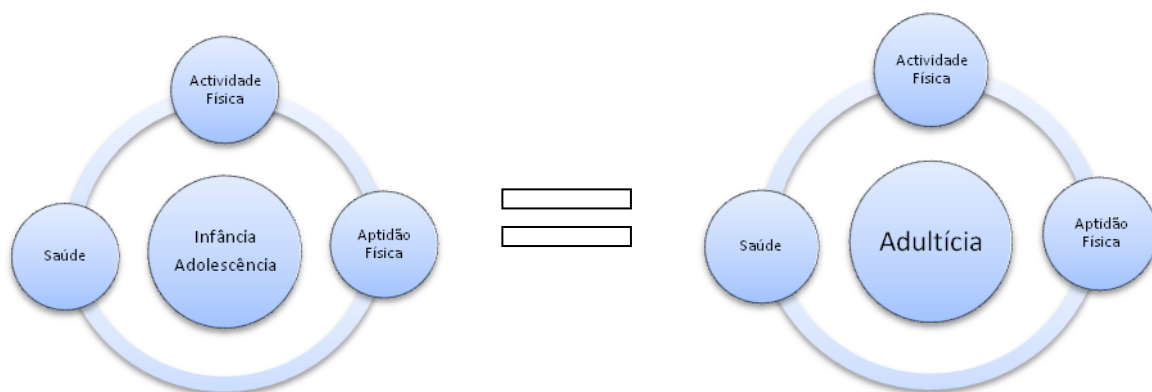 Actividade
Física
Saúde
Infância
Adolescência
Aptidão
Física
Actividade
Física
Saúde
Adultícia
Aptidão
Física